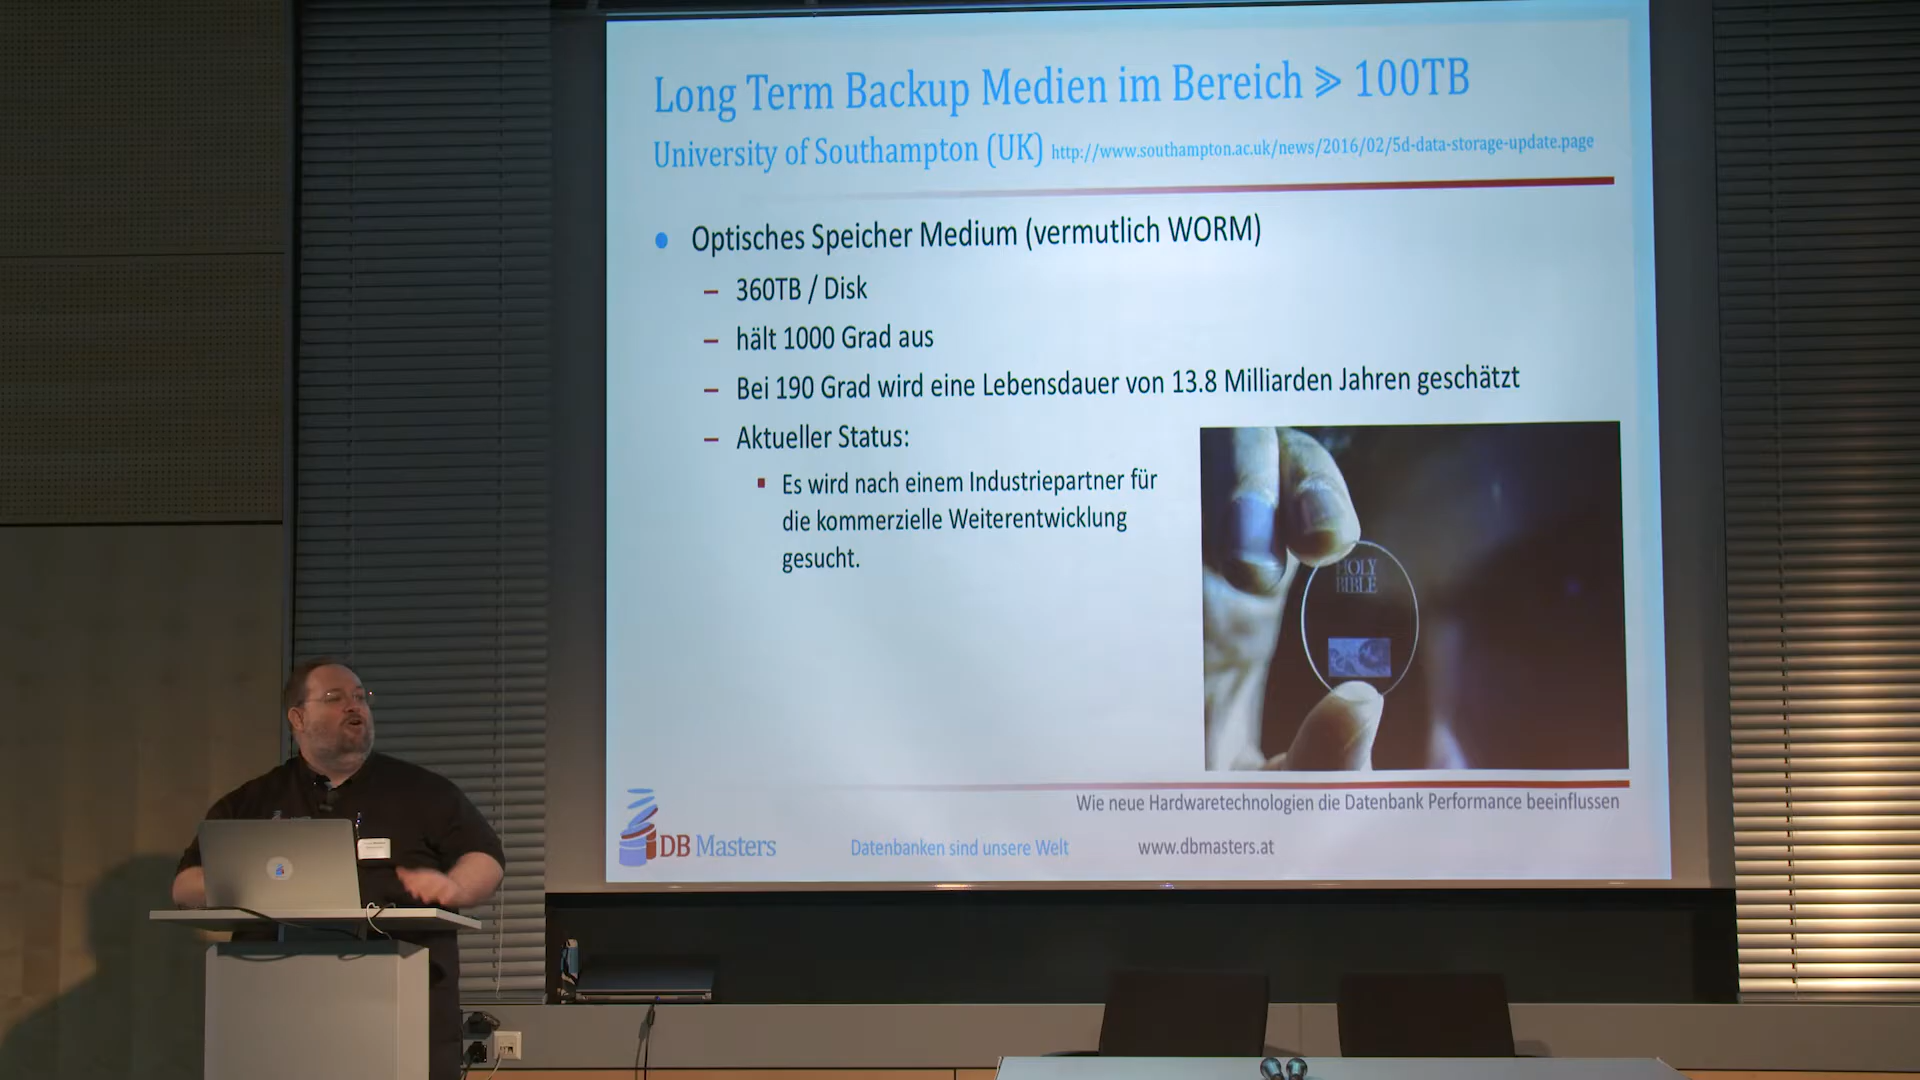 Long Term Backup Medien im Bereich ⩾ 100TB
University of Southampton (UK) http://www.southampton.ac.uk/news/2016/02/5d-data-storage-update.page
Optisches Speicher Medium (vermutlich WORM)
– 360TB / Disk
– hält 1000 Grad aus
– Bei 190 Grad wird eine Lebensdauer von 13.8 Milliarden Jahren geschätzt
– Aktueller Status:
Es wird nach einem Industriepartner für
die kommerzielle Weiterentwicklung
gesucht.
HOLY
BIBLE
Wie neue Hardwaretechnologien die Datenbank Performance beeinflussen
DB Masters
Datenbanken sind unsere Welt
www.dbmasters.at